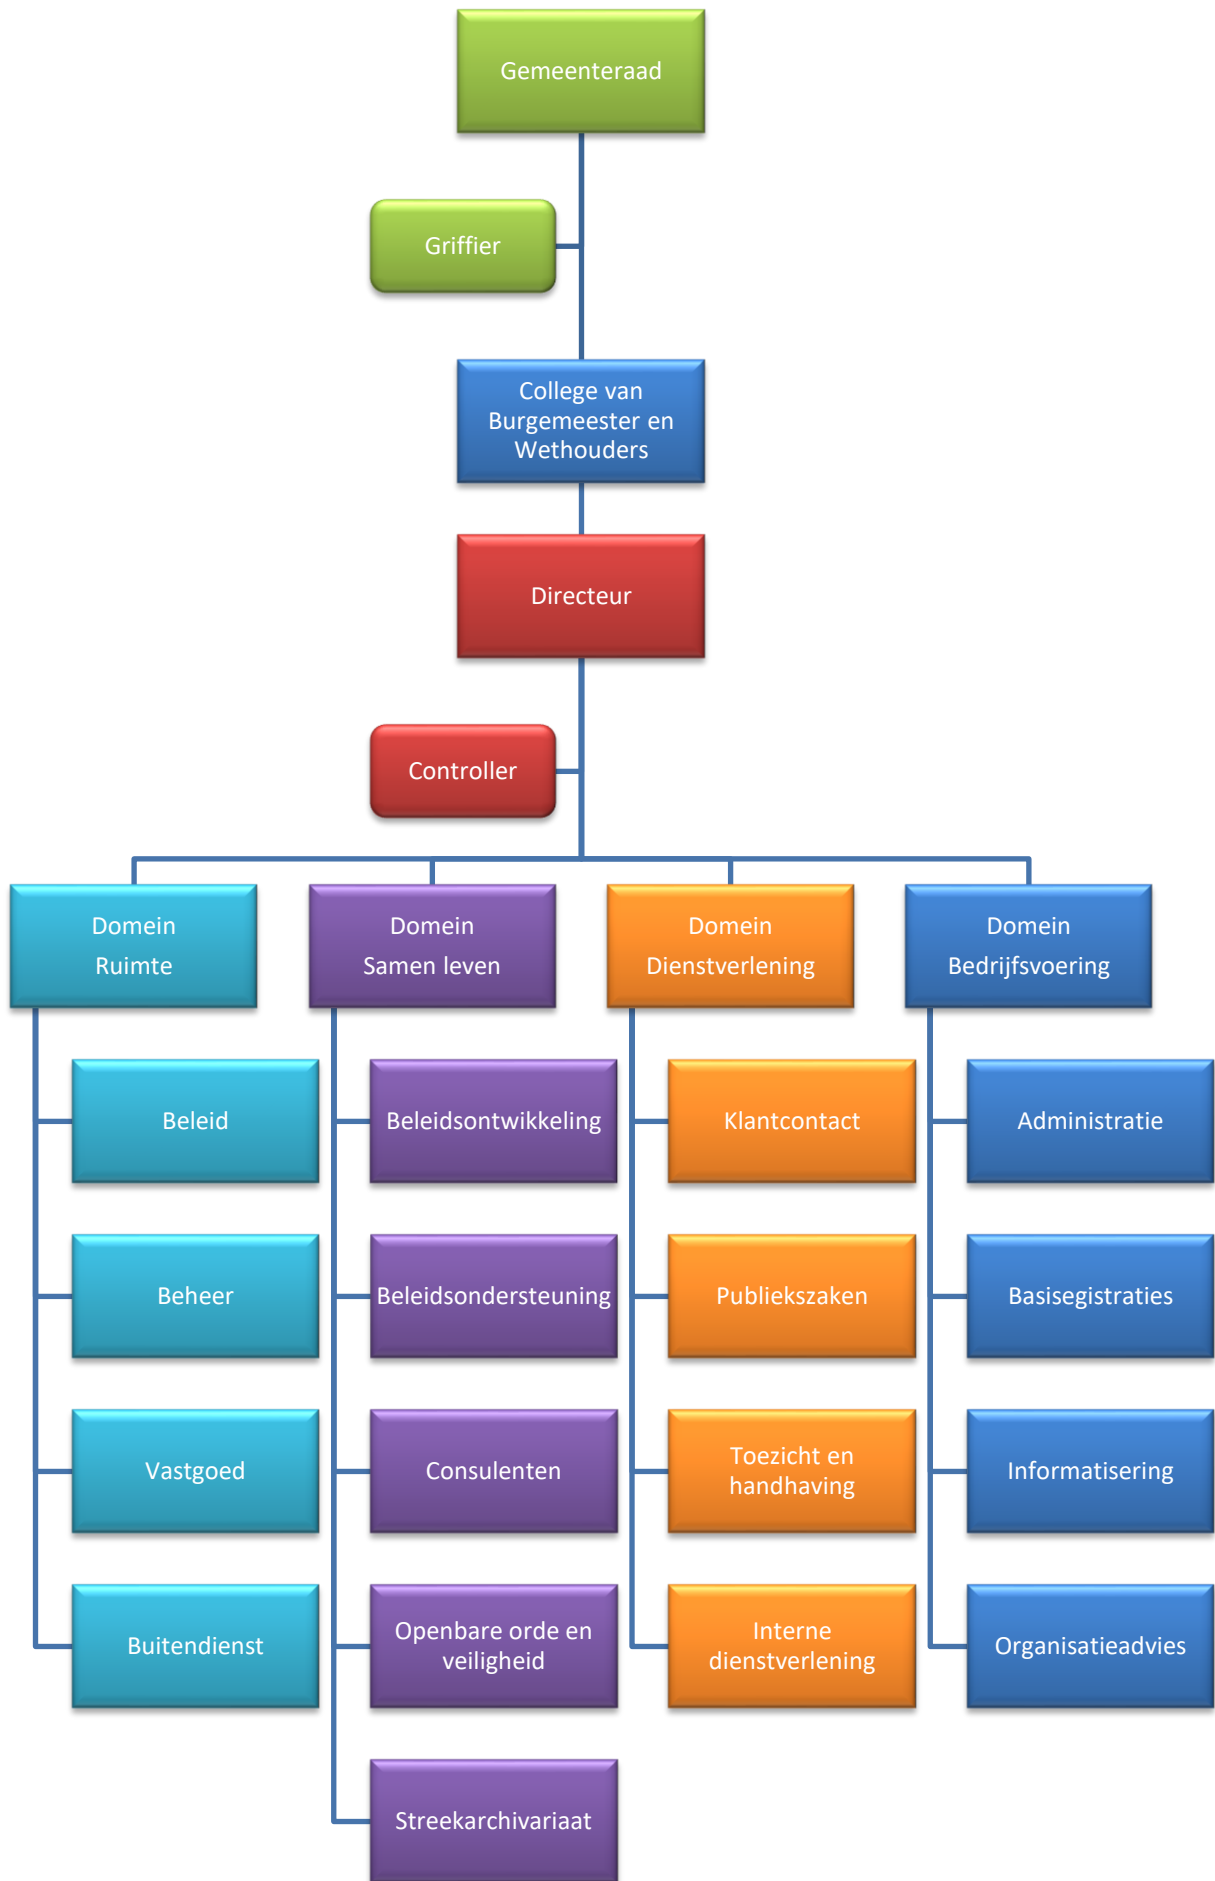 Gemeenteraad
Griffier
College van
Burgemeester en
Wethouders
Directeur
Controller
Domein
Ruimte
Domein
Samen leven
Domein
Dienstverlening
Domein
Bedrijfsvoering
Beleid
Beleidsontwikkeling
Klantcontact
Administratie
Beheer
Beleidsondersteuning
Publiekszaken
Basisegistraties
Vastgoed
Consulenten
Toezicht en
handhaving
Informatisering
Buitendienst
Openbare orde en
veiligheid
Interne
dienstverlening
Organisatieadvies
Streekarchivariaat